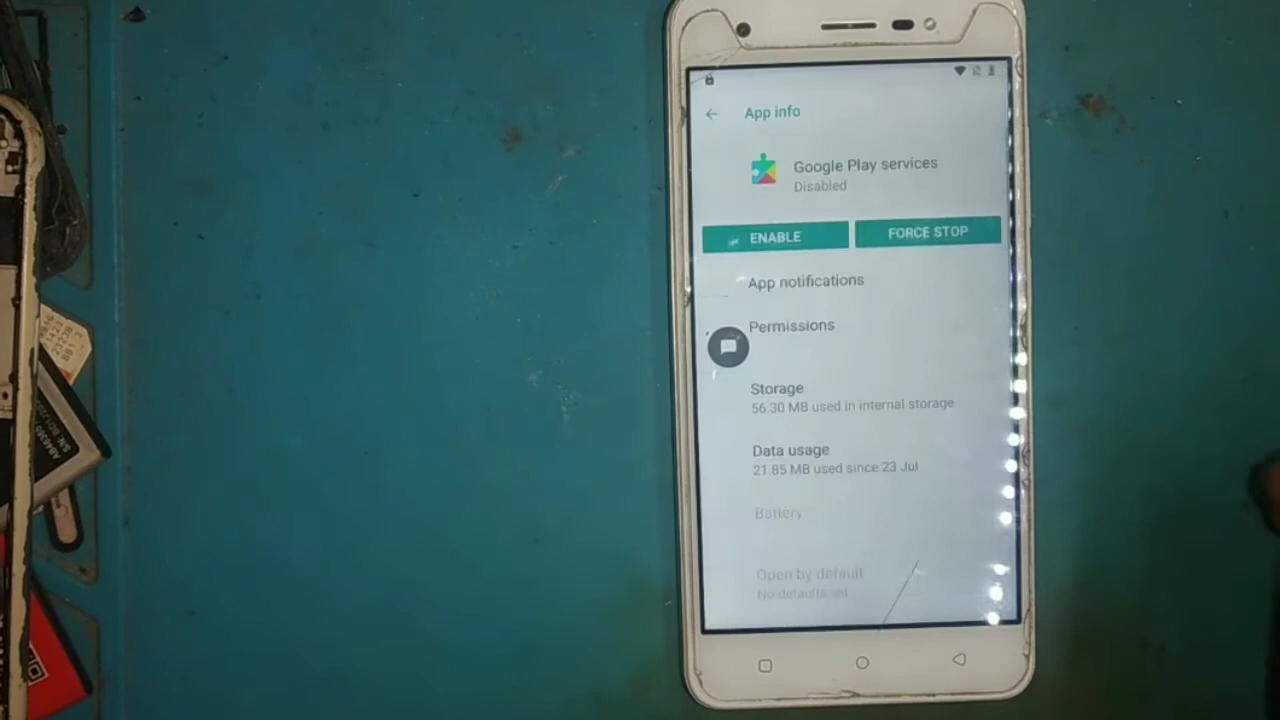 App info
Google Play services
Disabled
ENABLE
FORCE STOP
App notifications
Permissions
Storage
56.30 MB used in internal storage
Data usage
21.85 MB used since 23 Jul
Battery
Open by default
No defaults set